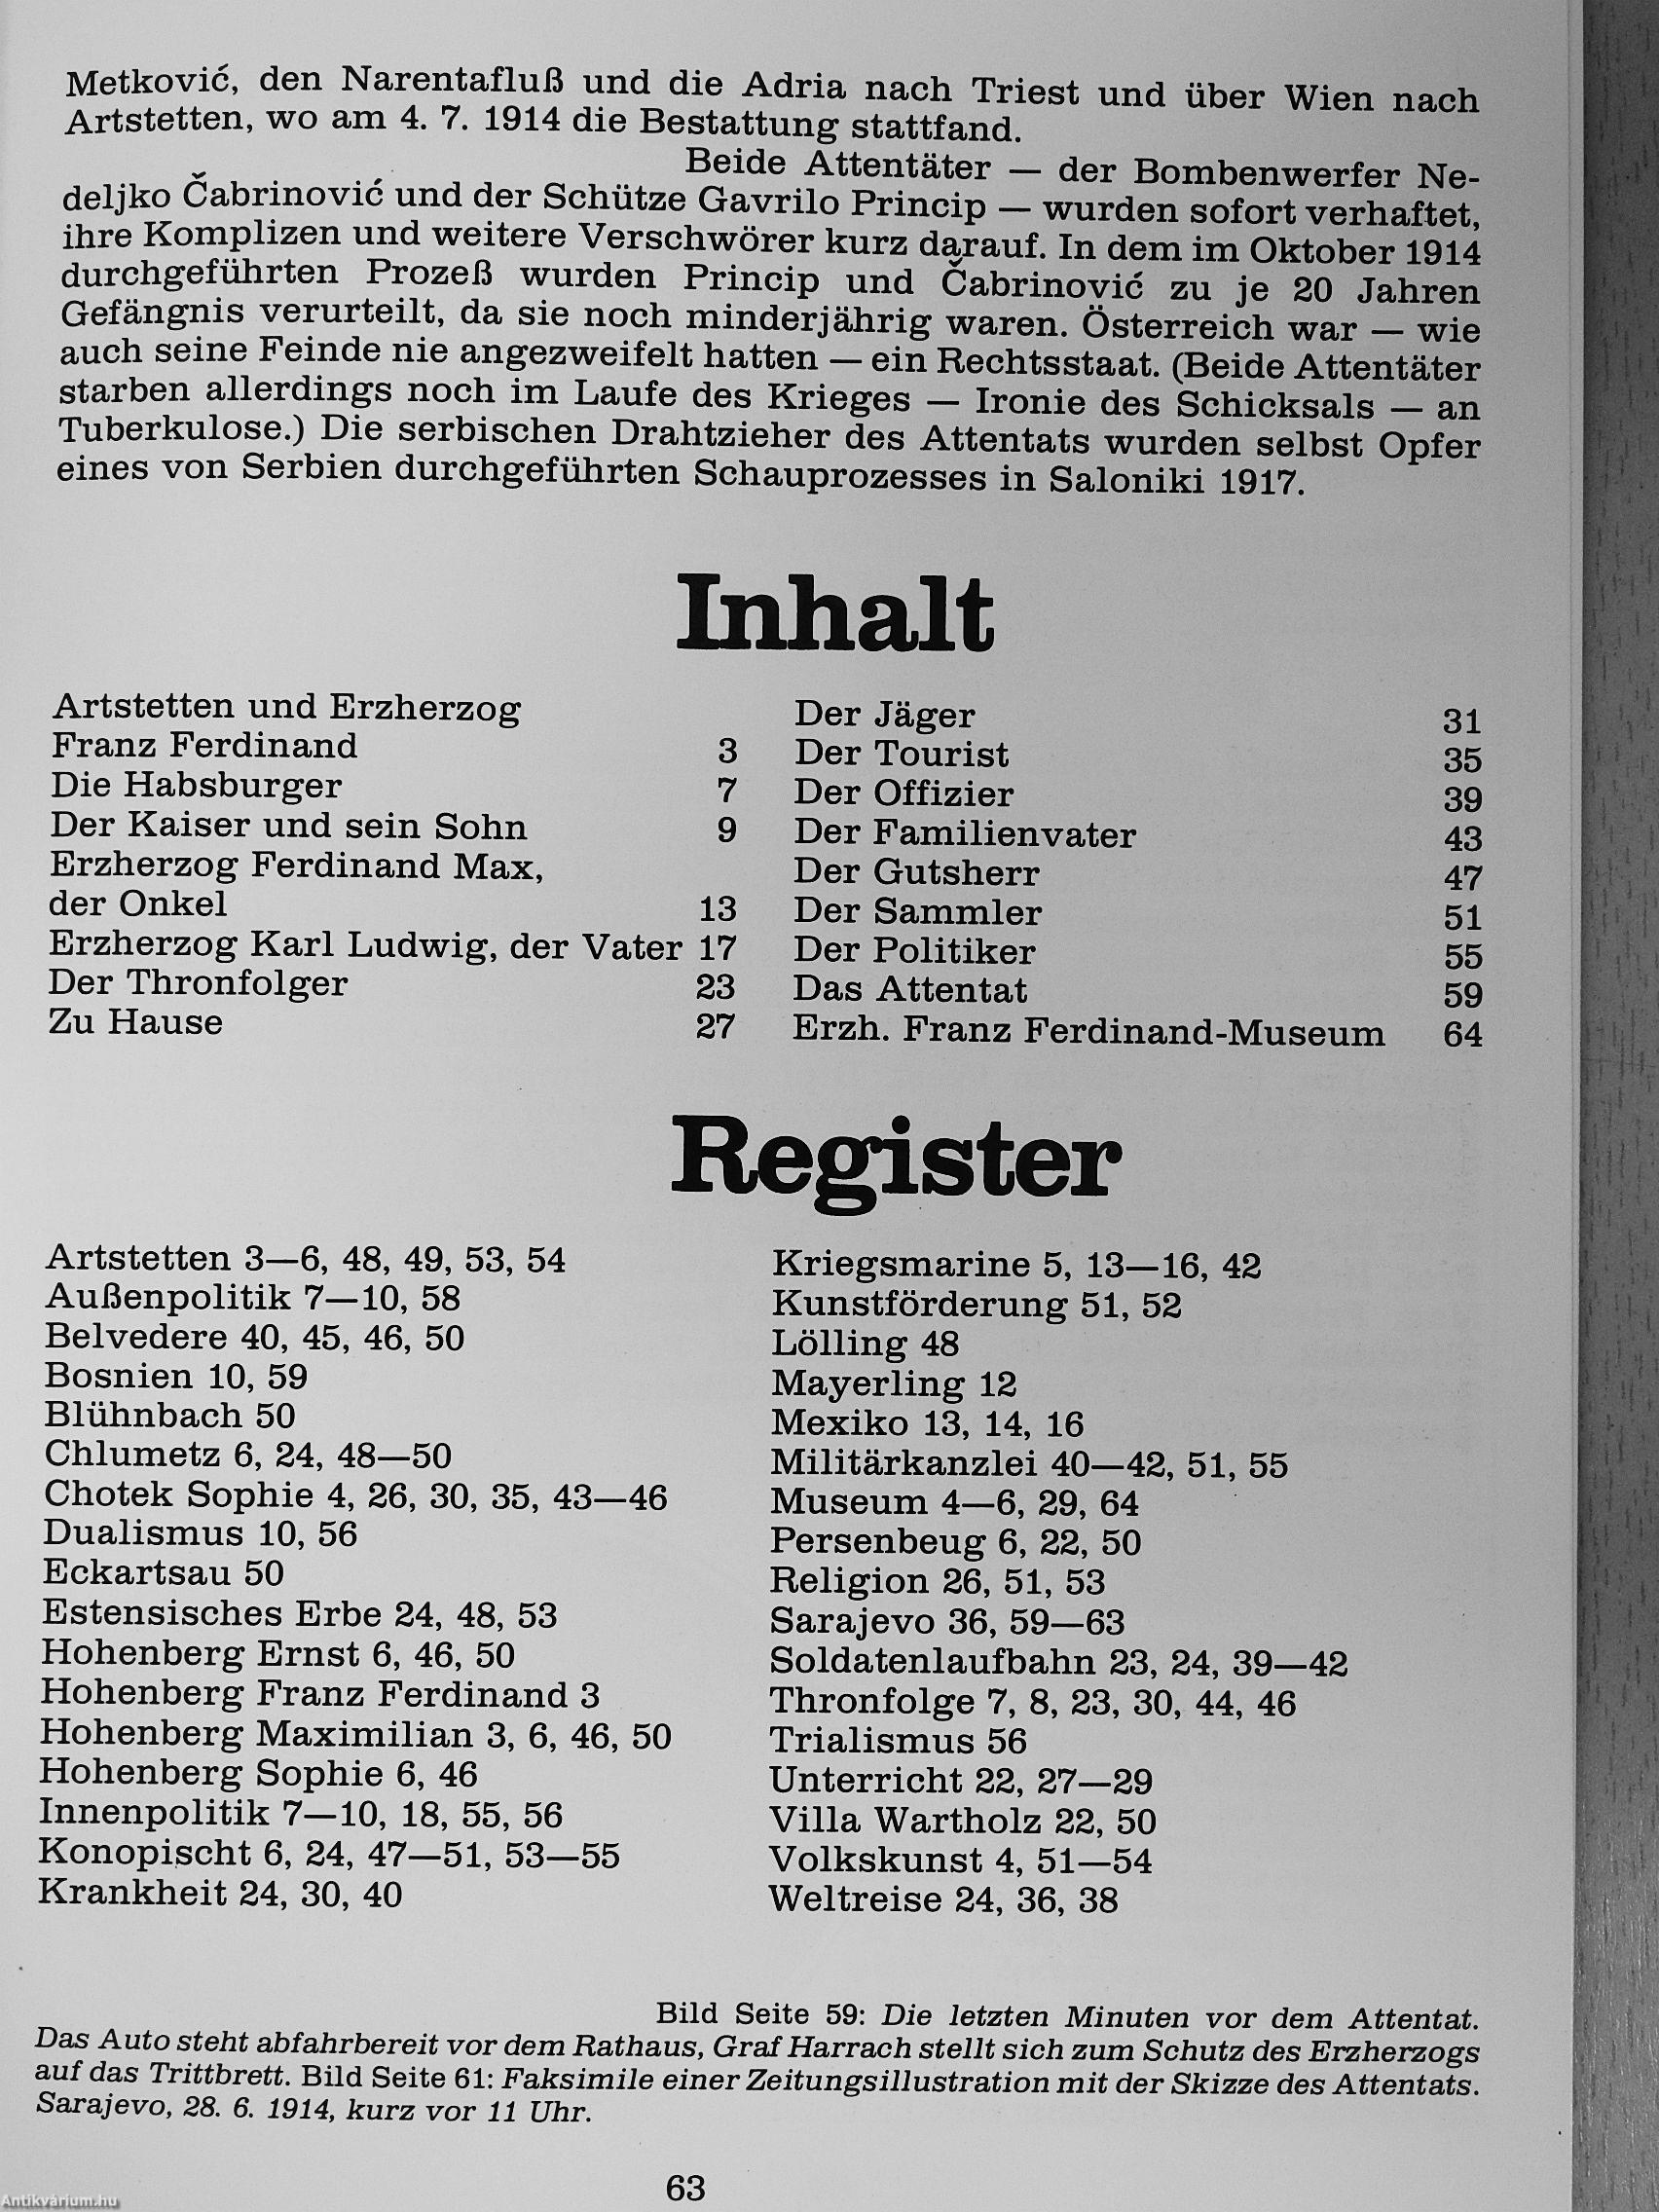 Metković, den Narentafluß und die Adria nach Triest und über Wien nach
Artstetten, wo am 4. 7. 1914 die Bestattung stattfand.
Beide Attentäter — der Bombenwerfer Ne-
deljko Čabrinović und der Schütze Gavrilo Princip — wurden sofort verhaftet,
ihre Komplizen und weitere Verschwörer kurz darauf. In dem im Oktober 1914
durchgeführten Prozeß wurden Princip und Čabrinović zu je 20 Jahren
Gefängnis verurteilt, da sie noch minderjährig waren. Österreich war — wie
auch seine Feinde nie angezweifelt hatten — ein Rechtsstaat. (Beide Attentäter
starben allerdings noch im Laufe des Krieges — Ironie des Schicksals — an
Tuberkulose.) Die serbischen Drahtzieher des Attentats wurden selbst Opfer
eines von Serbien durchgeführten Schauprozesses in Saloniki 1917.
Inhalt
Artstetten und Erzherzog
Franz Ferdinand 3
Die Habsburger 7
Der Kaiser und sein Sohn 9
Erzherzog Ferdinand Max,
der Onkel 13
Erzherzog Karl Ludwig, der Vater 17
Der Thronfolger 23
Zu Hause 27
Der Jäger 31
Der Tourist 35
Der Offizier 39
Der Familienvater 43
Der Gutsherr 47
Der Sammler 51
Der Politiker 55
Das Attentat 59
Erzh. Franz Ferdinand-Museum 64
Register
Artstetten 3—6, 48, 49, 53, 54
Außenpolitik 7—10, 58
Belvedere 40, 45, 46, 50
Bosnien 10, 59
Blühnbach 50
Chlumetz 6, 24, 48—50
Chotek Sophie 4, 26, 30, 35, 43—46
Dualismus 10, 56
Eckartsau 50
Estensisches Erbe 24, 48, 53
Hohenberg Ernst 6, 46, 50
Hohenberg Franz Ferdinand 3
Hohenberg Maximilian 3, 6, 46, 50
Hohenberg Sophie 6, 46
Innenpolitik 7—10, 18, 55, 56
Konopischt 6, 24, 47—51, 53—55
Krankheit 24, 30, 40
Kriegsmarine 5, 13—16, 42
Kunstförderung 51, 52
Lölling 48
Mayerling 12
Mexiko 13, 14, 16
Militärkanzlei 40—42, 51, 55
Museum 4—6, 29, 64
Persenbeug 6, 22, 50
Religion 26, 51, 53
Sarajevo 36, 59—63
Soldatenlaufbahn 23, 24, 39—42
Thronfolge 7, 8, 23, 30, 44, 46
Trialismus 56
Unterricht 22, 27—29
Villa Wartholz 22, 50
Volkskunst 4, 51—54
Weltreise 24, 36, 38
Bild Seite 59: Die letzten Minuten vor dem Attentat.
Das Auto steht abfahrbereit vor dem Rathaus, Graf Harrach stellt sich zum Schutz des Erzherzogs
auf das Trittbrett. Bild Seite 61: Faksimile einer Zeitungsillustration mit der Skizze des Attentats.
Sarajevo, 28. 6. 1914, kurz vor 11 Uhr.
63
Antikvárium.hu